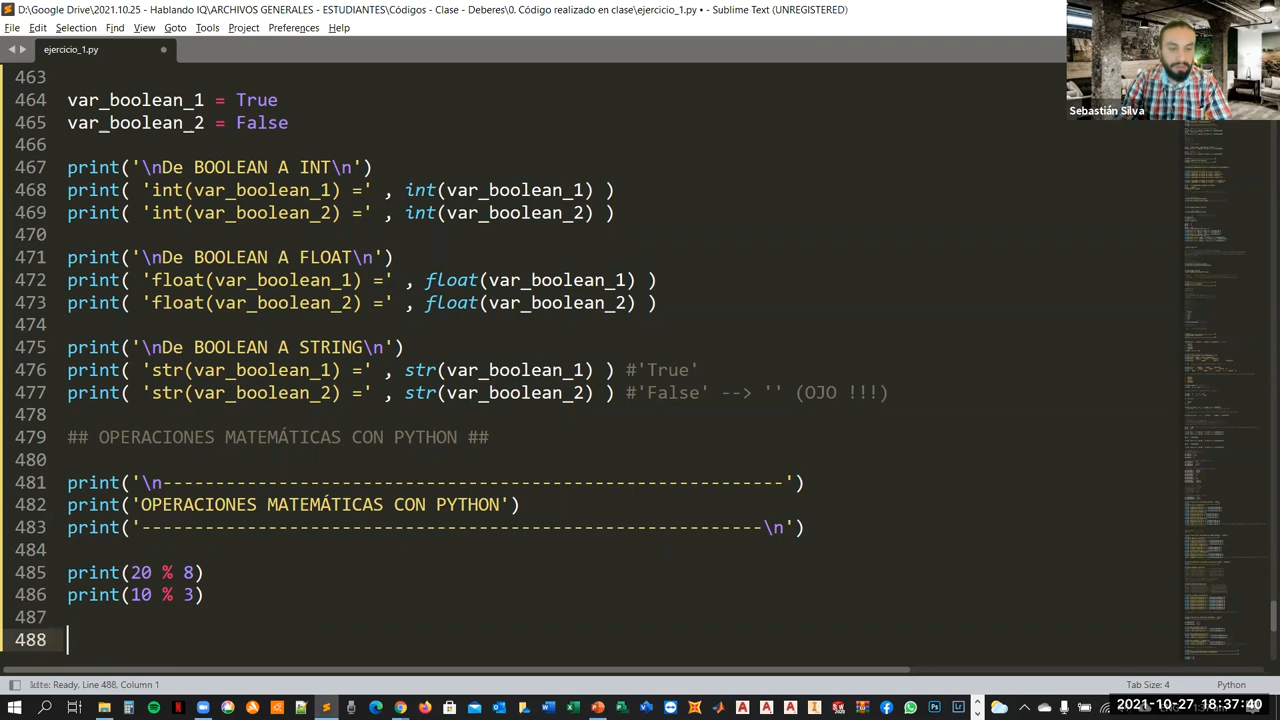 D:\Google Drive\2021.10.25 - Hablando IQ\ARCHIVOS GENERALES - ESTUDIANTES\Códigos - Clase - Deberes\0. Código realizado en clase\ejercicio_1.py • - Sublime Text (UNREGISTERED)
File Edit Selection Find View Goto Tools Project Preferences Help
ejercicio_1.py
Sebastián Silva
463
464 var_boolean_1 = True
465 var_boolean_2 = False
466
467 print('\nDe BOOLEAN A INT\n')
468 print( 'int(var_boolean_1) =' , int(var_boolean_1) )
469 print( 'int(var_boolean_2) =' , int(var_boolean_2) )
470
471 print('\nDe BOOLEAN A FLOAT\n')
472 print( 'float(var_boolean_1) =' , float(var_boolean_1) )
473 print( 'float(var_boolean_2) =' , float(var_boolean_2) )
474
475 print('\nDe BOOLEAN A STRING\n')
476 print( 'str(var_boolean_1) =' , str(var_boolean_1) ) #'True'
477 print( 'str(var_boolean_2) =' , str(var_boolean_2) ) #'False' --> '' (OJO !!!)
478
479 ## OPERACIONES MATEMÁTICAS CON PYTHON ##
480
481 print('\n-----------------------------------------------------------')
482 print('OPERACIONES MATEMÁTICAS CON PYTHON')
483 print('-----------------------------------------------------------\n')
484
485 print(20 % 8)
486 print(10 % 3)
487
488
Ready, Line 488, Column 1
Tab Size: 4 Python
2021-10-27 18:37:40